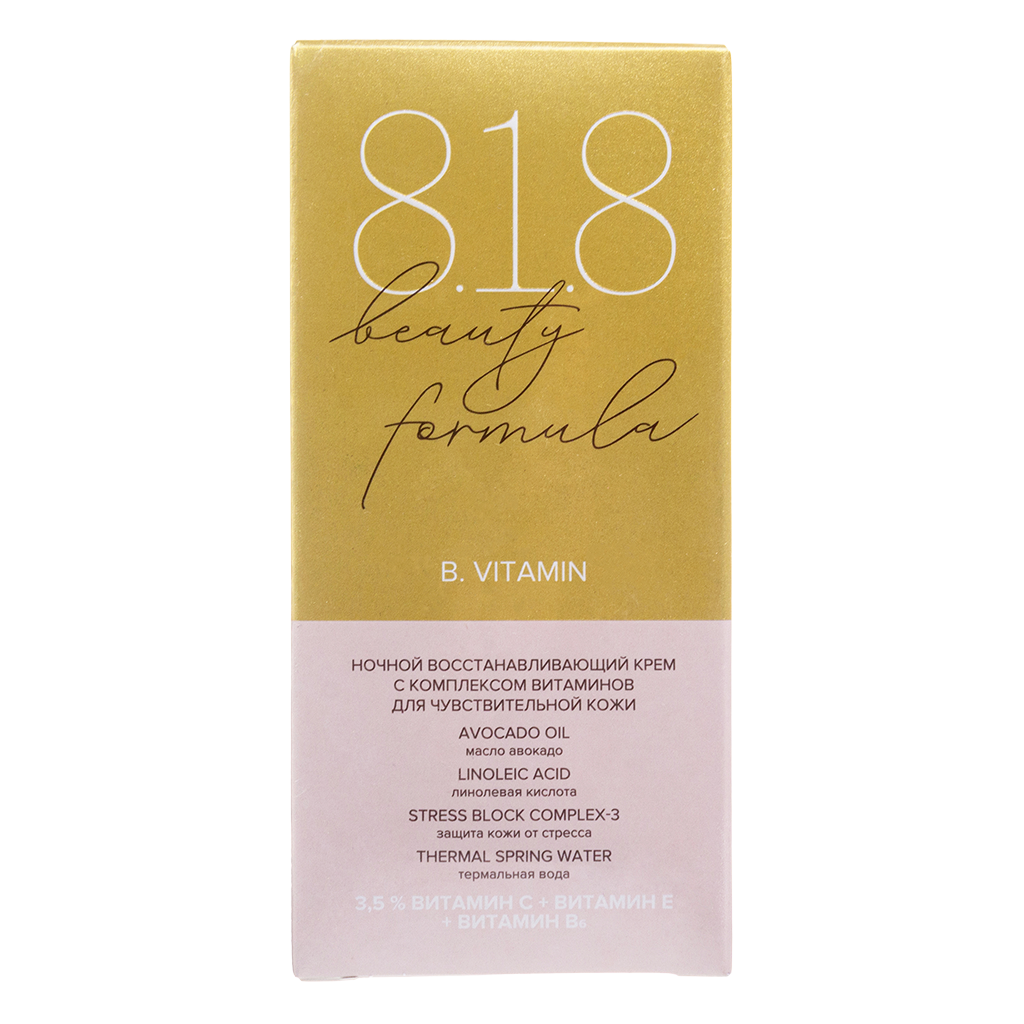 8.1.8
beauty
formula
B. VITAMIN
НОЧНОЙ ВОССТАНАВЛИВАЮЩИЙ КРЕМ
С КОМПЛЕКСОМ ВИТАМИНОВ
ДЛЯ ЧУВСТВИТЕЛЬНОЙ КОЖИ
AVOCADO OIL
масло авокадо
LINOLEIC ACID
линолевая кислота
STRESS BLOCK COMPLEX-3
защита кожи от стресса
THERMAL SPRING WATER
термальная вода
3,5 % ВИТАМИН С + ВИТАМИН Е
+ ВИТАМИН В₆